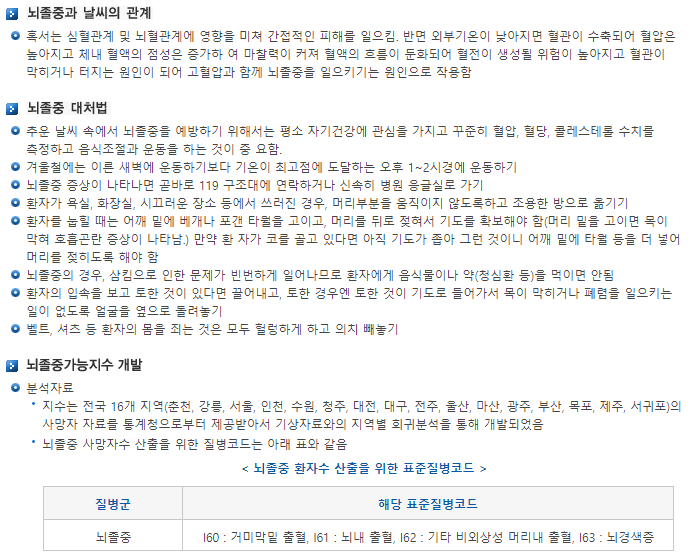 뇌졸중과 날씨의 관계
혹서는 심혈관계 및 뇌혈관계에 영향을 미쳐 간접적인 피해를 일으킴. 반면 외부기온이 낮아지면 혈관이 수축되어 혈압은
높아지고 체내 혈액의 점성은 증가하 여 마찰력이 커져 혈액의 흐름이 둔화되어 혈전이 생성될 위험이 높아지고 혈관이
막히거나 터지는 원인이 되어 고혈압과 함께 뇌졸중을 일으키기는 원인으로 작용함
뇌졸중 대처법
추운 날씨 속에서 뇌졸중을 예방하기 위해서는 평소 자기건강에 관심을 가지고 꾸준히 혈압, 혈당, 콜레스테롤 수치를
측정하고 음식조절과 운동을 하는 것이 중 요함.
겨울철에는 이른 새벽에 운동하기보다 기온이 최고점에 도달하는 오후 1~2시경에 운동하기
뇌졸중 증상이 나타나면 곧바로 119 구조대에 연락하거나 신속히 병원 응급실로 가기
환자가 욕실, 화장실, 시끄러운 장소 등에서 쓰러진 경우, 머리부분을 움직이지 않도록하고 조용한 방으로 옮기기
환자를 눕힐 때는 어깨 밑에 베개나 포갠 타월을 고이고, 머리를 뒤로 젖혀서 기도를 확보해야 함(머리 밑을 고이면 목이
막혀 호흡곤란 증상이 나타남.) 만약 환 자가 코를 골고 있다면 아직 기도가 좁아 그런 것이니 어깨 밑에 타월 등을 더 넣어
머리를 젖히도록 해야 함
뇌졸중의 경우, 삼킴으로 인한 문제가 빈번하게 일어나므로 환자에게 음식물이나 약(청심환 등)을 먹이면 안됨
환자의 입속을 보고 토한 것이 있다면 끌어내고, 토한 경우엔 토한 것이 기도로 들어가서 목이 막히거나 폐렴을 일으키는
일이 없도록 얼굴을 옆으로 돌려놓기
벨트, 셔츠 등 환자의 몸을 죄는 것은 모두 헐렁하게 하고 의치 빼놓기
뇌졸중가능지수 개발
분석자료
지수는 전국 16개 지역(춘천, 강릉, 서울, 인천, 수원, 청주, 대전, 대구, 전주, 울산, 마산, 광주, 부산, 목포, 제주, 서귀포)의
사망자 자료를 통계청으로부터 제공받아서 기상자료와의 지역별 회귀분석을 통해 개발되었음
뇌졸중 사망자수 산출을 위한 질병코드는 아래 표와 같음
< 뇌졸중 환자수 산출을 위한 표준질병코드 >
질병군 해당 표준질병코드
뇌졸중 I60 : 거미막밑 출혈, I61 : 뇌내 출혈, I62 : 기타 비외상성 머리내 출혈, I63 : 뇌경색증